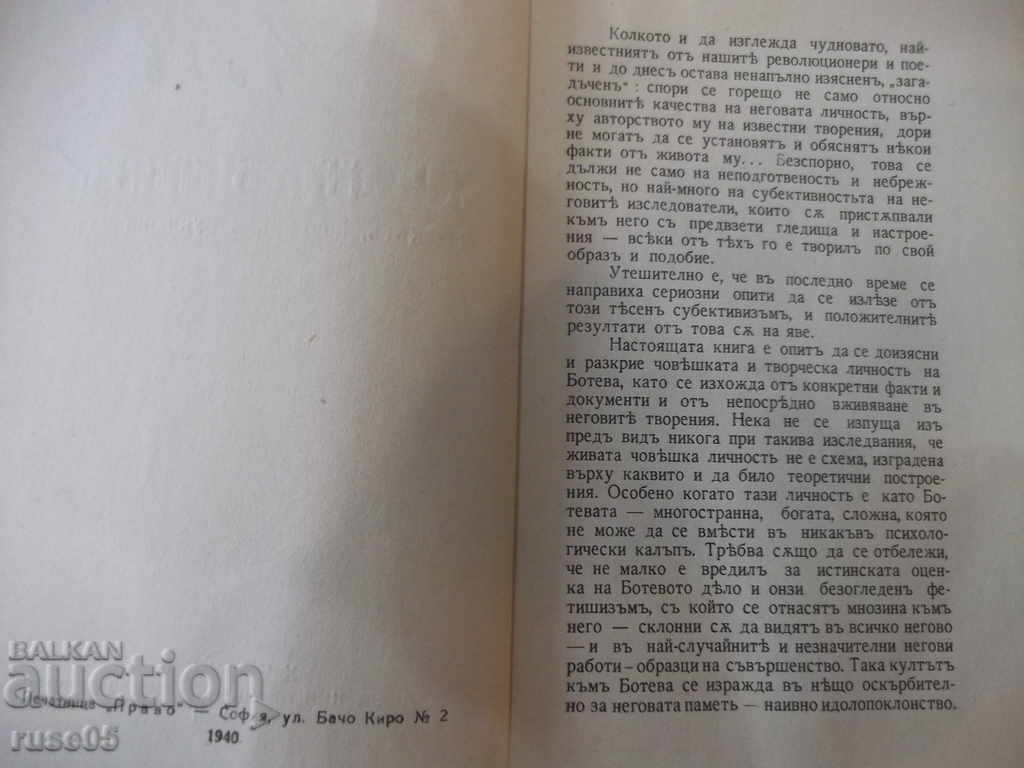 Печатница „Право“ — София, ул. Бачо Киро № 2
1940
BALKAN
auction
ruse05
Колкото и да изглежда чудновато, най-
известниятъ отъ нашитѣ революционери и пое-
ти и до днесъ остава ненапълно изясненъ, „зага-
дъченъ“ : спори се горещо не само относно
основнитѣ качества на неговата личность, вър-
ху авторството му на известни творения, дори
не могатъ да се установятъ и обяснятъ нѣкои
факти отъ живота му... Безспорно, това се
дължи не само на неподготвеность и небреж-
ность, но най-много на субективностьта на не-
говитѣ изследователи, които сѫ пристѫпвали
къмъ него съ предвзети гледища и настрое-
ния — всѣки отъ тѣхъ го е творилъ по свой
образъ и подобие.
Утешително е, че въ последно време се
направиха сериозни опити да се излѣзе отъ
този тѣсенъ субективизъмъ, и положителнитѣ
резултати отъ това сѫ на яве.
Настоящата книга е опитъ да се доизясни
и разкрие човѣшката и творческа личность на
Ботева, като се изхожда отъ конкретни факти и
документи и отъ непосрѣдно вживяване въ
неговитѣ творения. Нека не се изпуща изъ
предъ видъ никога при такива изследвания, че
живата човѣшка личность не е схема, изградена
върху каквито и да било теоретични построе-
ния. Особено когато тази личность е като Бо-
тевата — многостранна, богата, сложна, която
не може да се вмѣсти въ никакъвъ психоло-
гически калъпъ. Трѣбва сѫщо да се отбележи,
че не малко е вредилъ за истинската оцен-
ка на Ботевото дѣло и онзи безогледенъ фе-
тишизъмъ, съ който се отнасятъ мнозина къмъ
него — склонни сѫ да видятъ въ всичко негово
— и въ най-случайнитѣ и незначителни негови
работи – образци на съвършенство. Така култътъ
къмъ Ботева се изражда въ нѣщо оскърбител-
но за неговата паметь — наивно идолопоклонство.